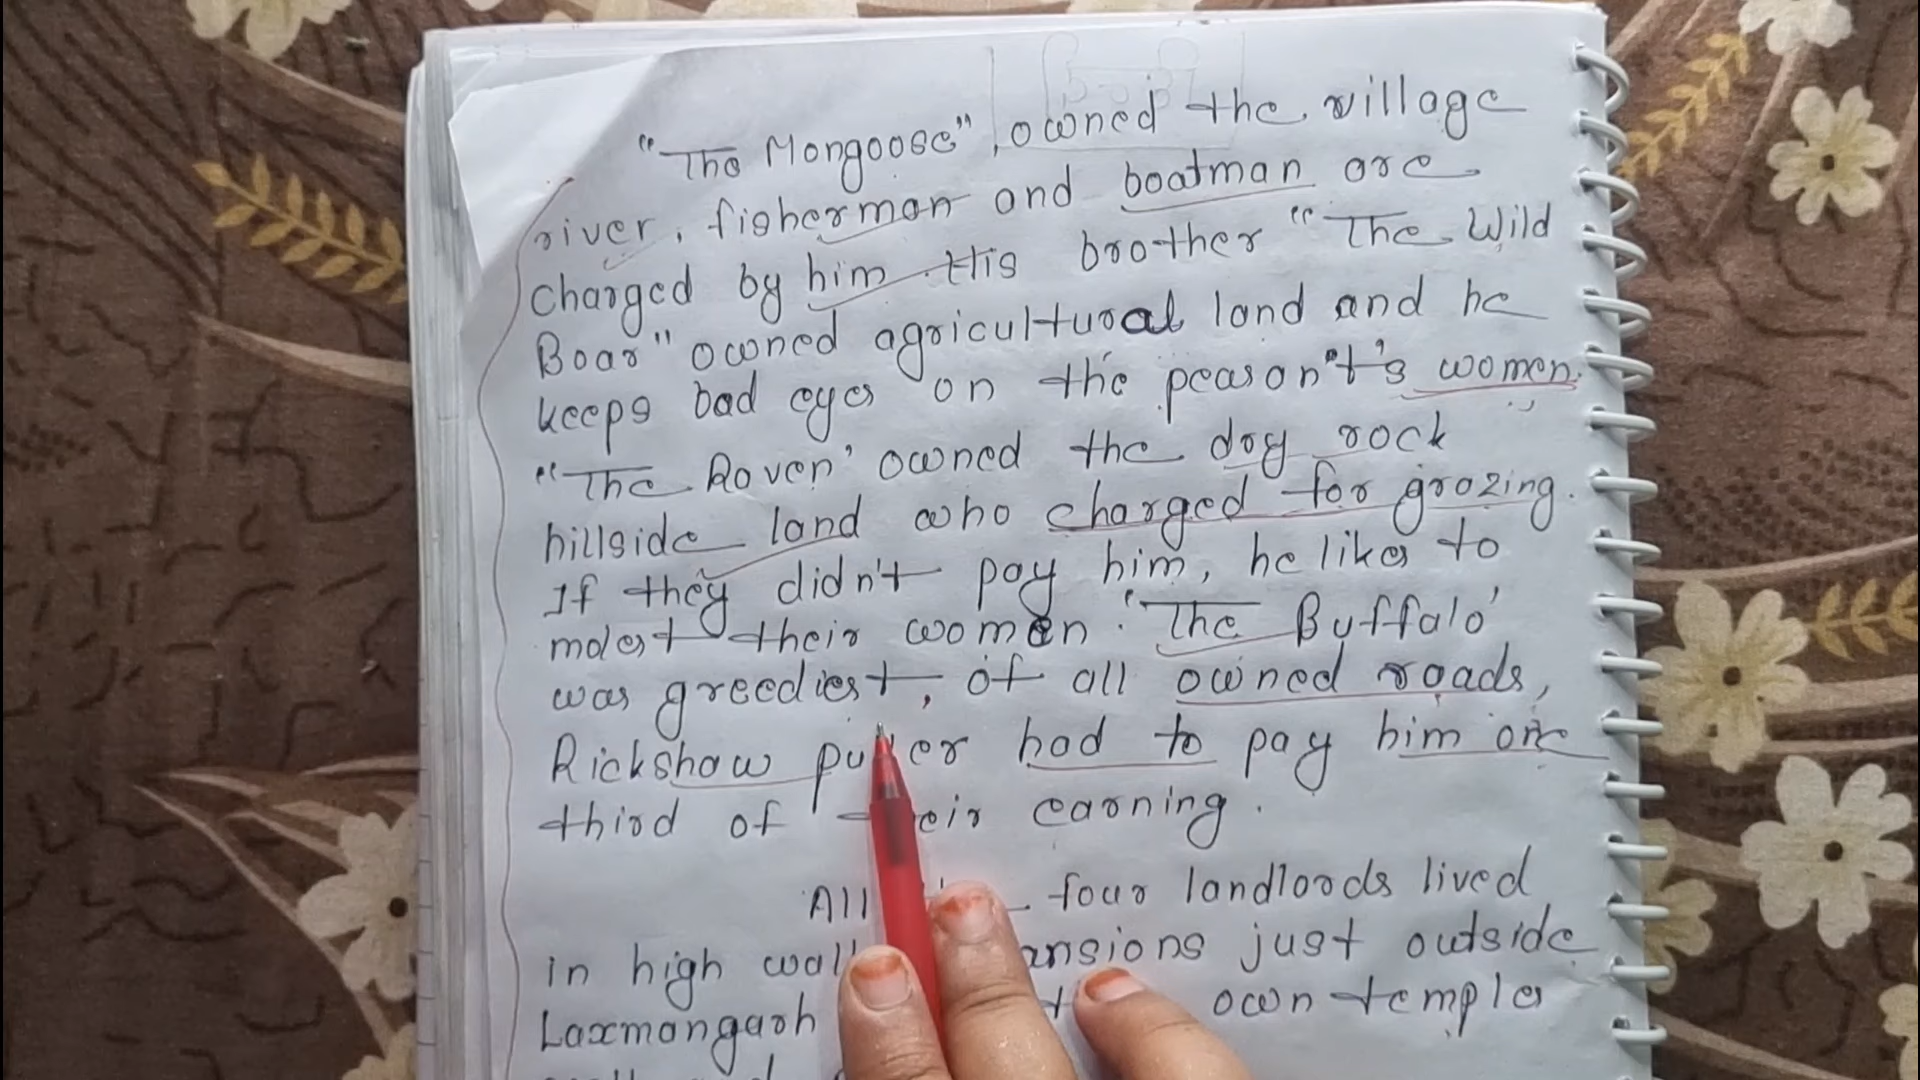 "The Mongoose", owned the village
river, fisherman and boatman are
charged by him. His brother "The Wild
Boar" owned agricultural land and he
keeps bad eyes on the peasant's women.
"The Raven' owned the dry rock
hillside land who charged for grazing.
If they didn't pay him, he likes to
molest their women. 'The Buffalo'
was greediest, of all owned roads,
Rickshaw puller had to pay him one
third of their earning.
All four landlords lived
in high just outside
Laxmangarh own temples